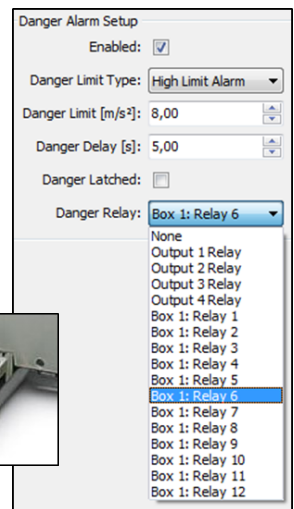 Danger Alarm Setup
Enabled:
Danger Limit Type: High Limit Alarm
Danger Limit [m/s²]: 8,00
Danger Delay [s]: 5,00
Danger Latched:
Danger Relay: Box 1: Relay 6
None
Output 1 Relay
Output 2 Relay
Output 3 Relay
Output 4 Relay
Box 1: Relay 1
Box 1: Relay 2
Box 1: Relay 3
Box 1: Relay 4
Box 1: Relay 5
Box 1: Relay 6
Box 1: Relay 7
Box 1: Relay 8
Box 1: Relay 9
Box 1: Relay 10
Box 1: Relay 11
Box 1: Relay 12